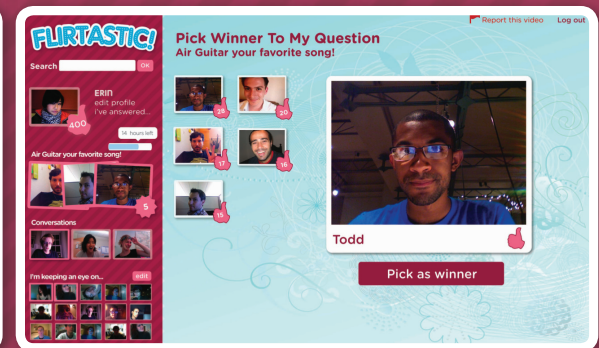 FLIRTASTIC!
Search OK
ERIN
edit profile
i've answered...
400
14 hours left
Air Guitar your favorite song!
5
Conversations
I'm keeping an eye on... edit
Report this video Log out
Pick Winner To My Question
Air Guitar your favorite song!
26 20
17 16
15
Todd
Pick as winner